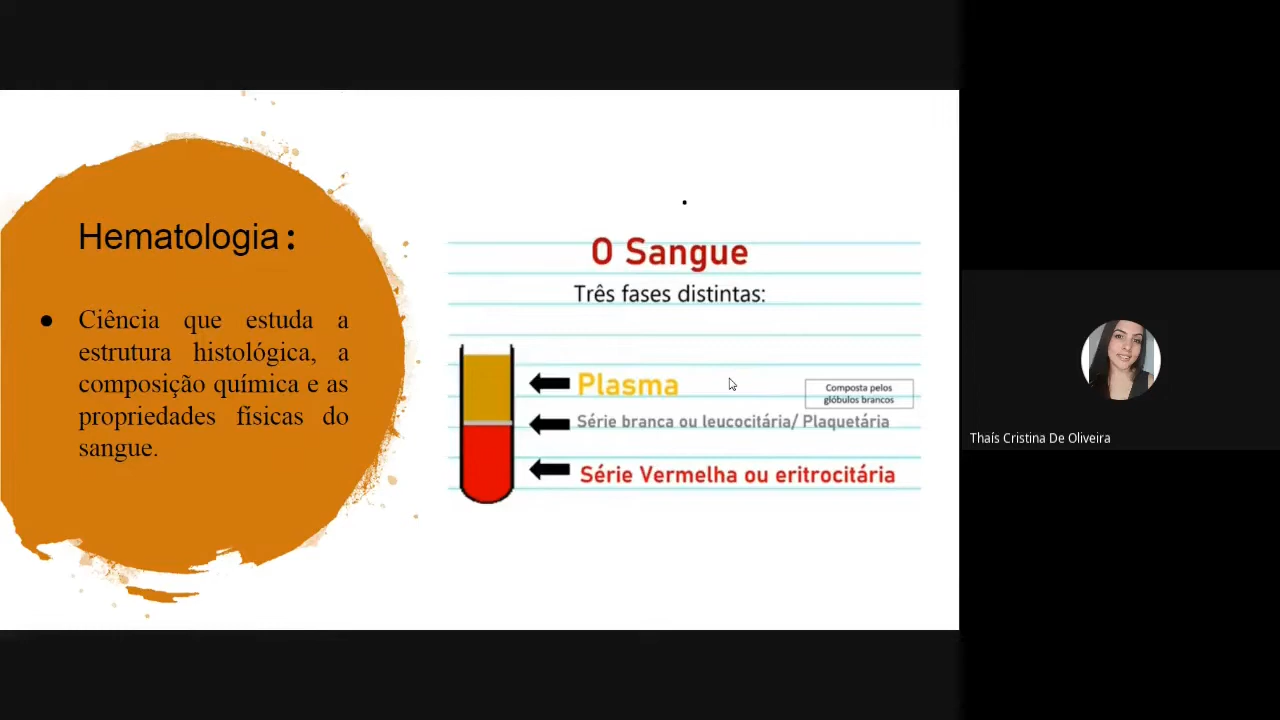 Hematologia:
● Ciência que estuda a
estrutura histológica, a
composição química e as
propriedades físicas do
sangue.
.
O Sangue
Três fases distintas:
Plasma
Composta pelos
glóbulos brancos
Série branca ou leucocitária/ Plaquetária
Série Vermelha ou eritrocitária
Thaís Cristina De Oliveira